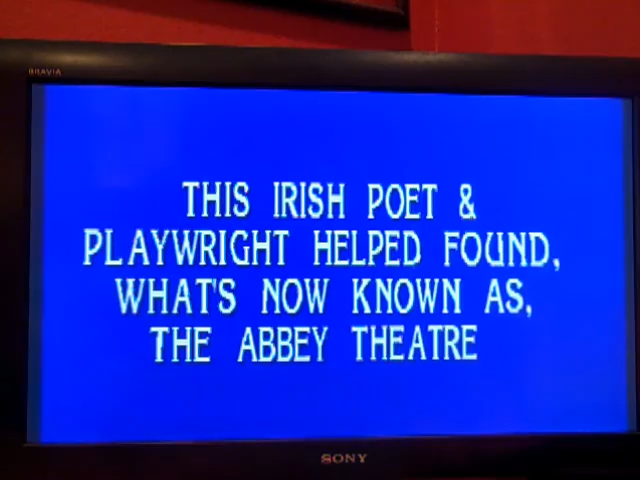 BRAVIA
THIS IRISH POET &
PLAYWRIGHT HELPED FOUND,
WHAT'S NOW KNOWN AS,
THE ABBEY THEATRE
SONY